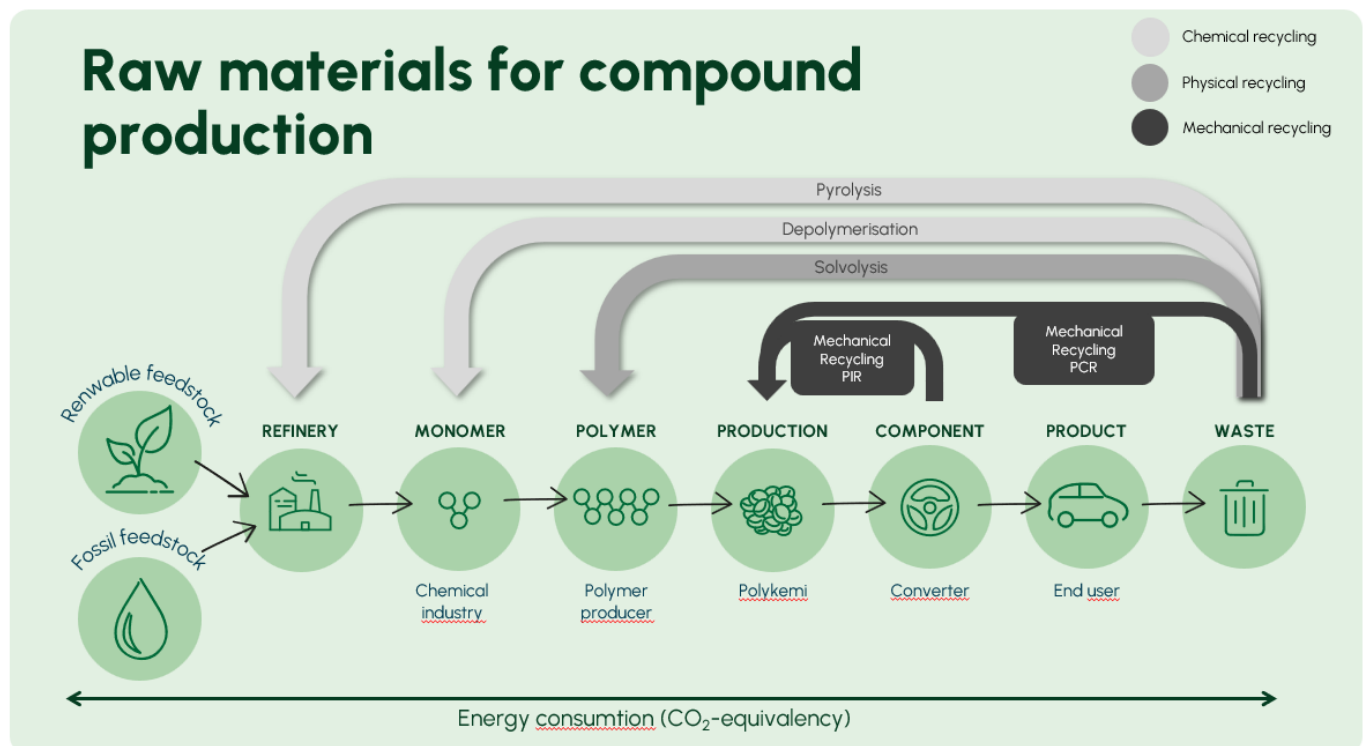 Raw materials for compound
production
Chemical recycling
Physical recycling
Mechanical recycling
Pyrolysis
Depolymerisation
Solvolysis
Mechanical
Recycling
PIR
Mechanical
Recycling
PCR
Renwable feedstock
Fossil feedstock
REFINERY
MONOMER
POLYMER
PRODUCTION
COMPONENT
PRODUCT
WASTE
Chemical
industry
Polymer
producer
Polykemi
Converter
End user
Energy consumtion (CO₂-equivalency)